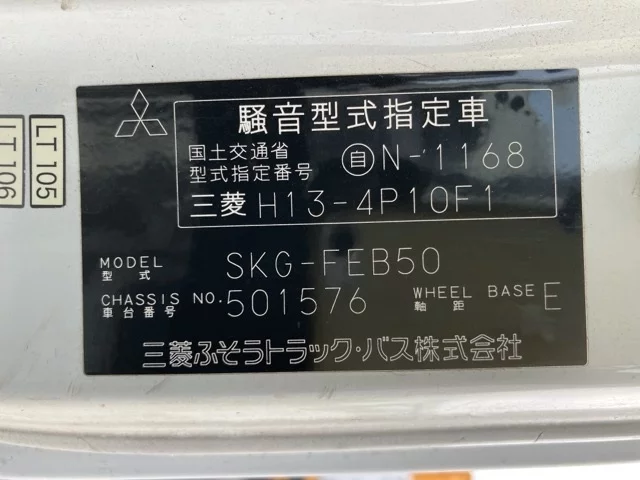 騒音型式指定車
国土交通省
型式指定番号 自N-1168
三菱 H13-4P10F1
MODEL
型式 SKG-FEB50
CHASSIS NO.
車台番号 501576
WHEEL BASE
軸距 E
三菱ふそうトラック・バス株式会社
LT 105
LT 106